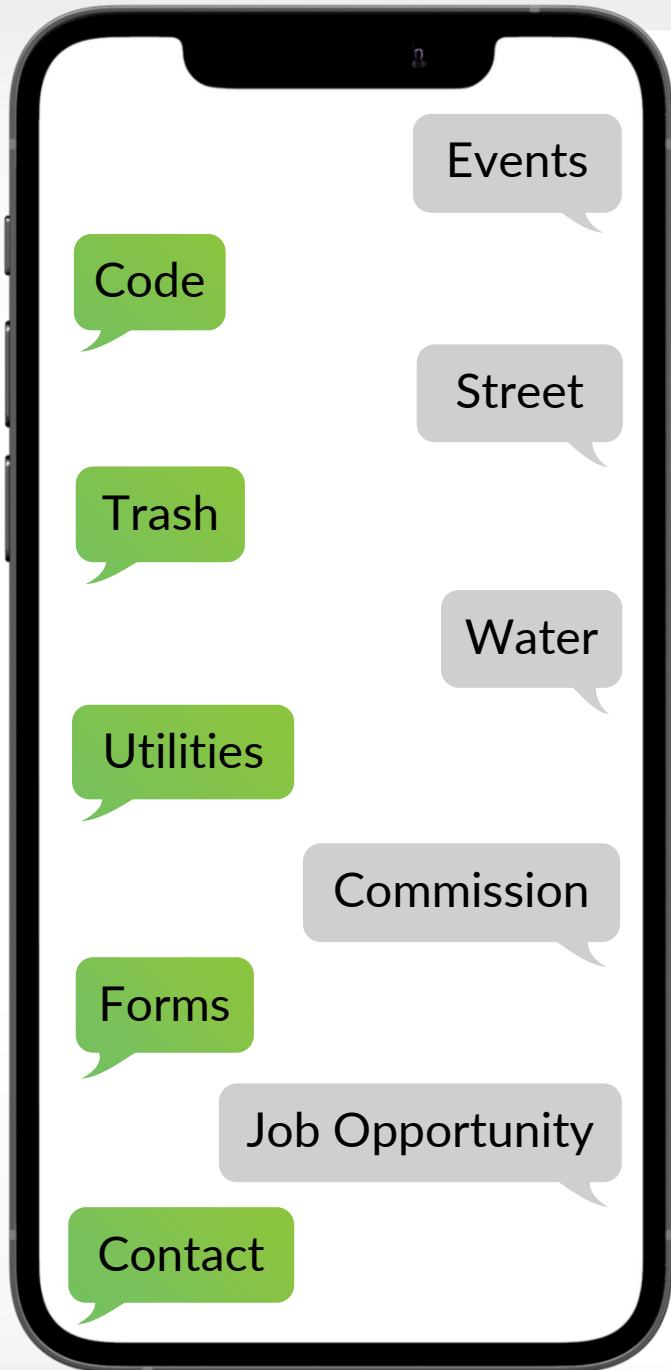 Events
Code
Street
Trash
Water
Utilities
Commission
Forms
Job Opportunity
Contact